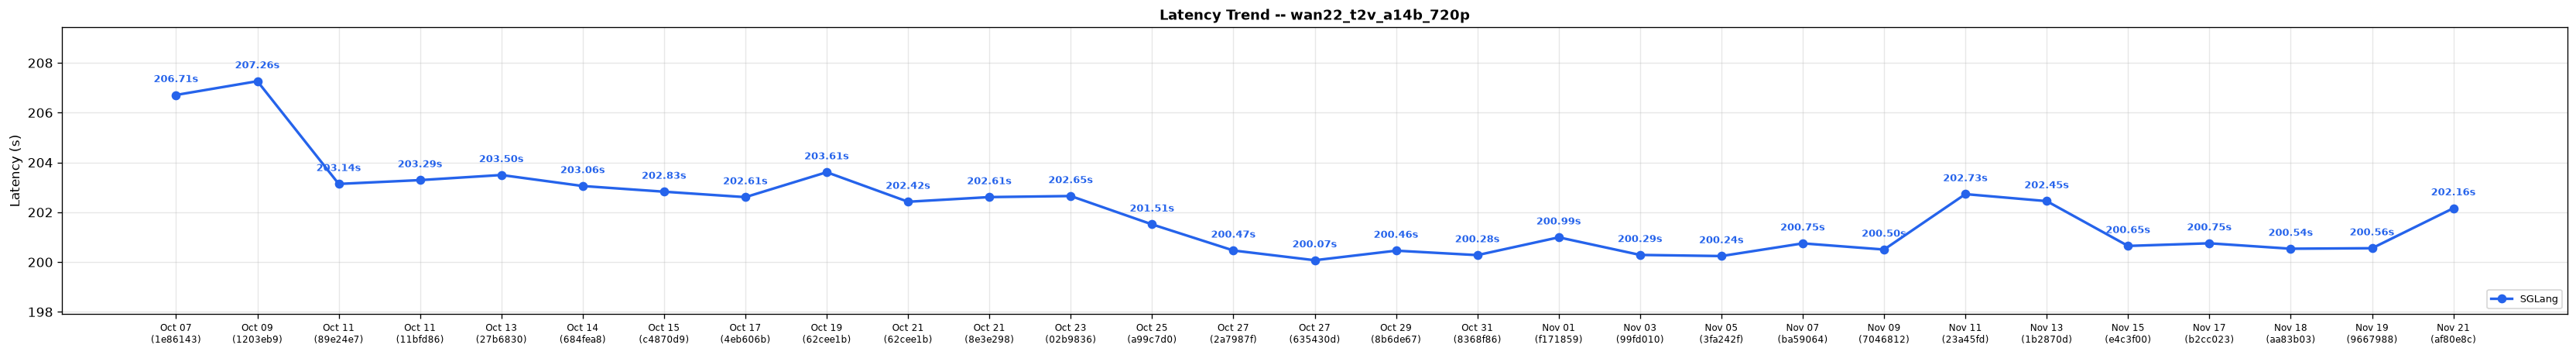 Latency Trend -- wan22_t2v_a14b_720p
Latency (s)
208
206
204
202
200
198
206.71s
207.26s
203.14s
203.29s
203.50s
203.06s
202.83s
202.61s
203.61s
202.42s
202.61s
202.65s
201.51s
200.47s
200.07s
200.46s
200.28s
200.99s
200.29s
200.24s
200.75s
200.50s
202.73s
202.45s
200.65s
200.75s
200.54s
200.56s
202.16s
SGLang
Oct 07
(1e86143)
Oct 09
(1203eb9)
Oct 11
(89e24e7)
Oct 11
(11bfd86)
Oct 13
(27b6830)
Oct 14
(684fea8)
Oct 15
(c4870d9)
Oct 17
(4eb606b)
Oct 19
(62cee1b)
Oct 21
(62cee1b)
Oct 21
(8e3e298)
Oct 23
(02b9836)
Oct 25
(a99c7d0)
Oct 27
(2a7987f)
Oct 27
(635430d)
Oct 29
(8b6de67)
Oct 31
(8368f86)
Nov 01
(f171859)
Nov 03
(99fd010)
Nov 05
(3fa242f)
Nov 07
(ba59064)
Nov 09
(7046812)
Nov 11
(23a45fd)
Nov 13
(1b2870d)
Nov 15
(e4c3f00)
Nov 17
(b2cc023)
Nov 18
(aa83b03)
Nov 19
(9667988)
Nov 21
(af80e8c)